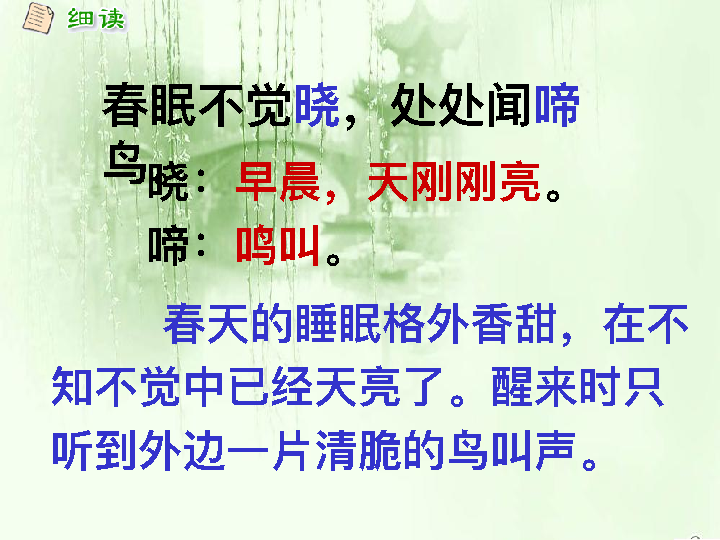 细读
春眠不觉晓，处处闻啼
鸟
晓：早晨，天刚刚亮。
啼：鸣叫。
春天的睡眠格外香甜，在不
知不觉中已经天亮了。醒来时只
听到外边一片清脆的鸟叫声。